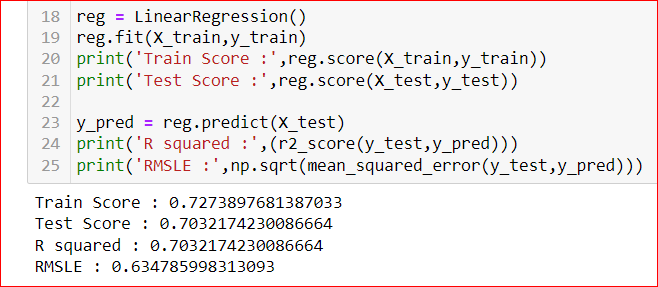 18 reg = LinearRegression()
19 reg.fit(X_train,y_train)
20 print('Train Score :',reg.score(X_train,y_train))
21 print('Test Score :',reg.score(X_test,y_test))
22
23 y_pred = reg.predict(X_test)
24 print('R squared :',(r2_score(y_test,y_pred)))
25 print('RMSLE :',np.sqrt(mean_squared_error(y_test,y_pred)))
Train Score : 0.7273897681387033
Test Score : 0.7032174230086664
R squared : 0.7032174230086664
RMSLE : 0.634785998313093